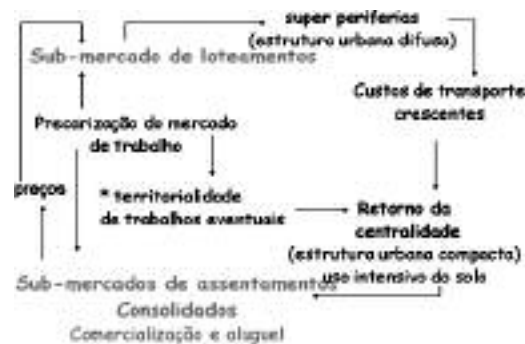 super periferias
(estrutura urbana difusa)
Sub-mercado de loteamentos
Custos de transporte
crescentes
Precarização do mercado
de trabalho
preços
* territorialidade
de trabalhos eventuais
Retorno da
centralidade
(estrutura urbana compacta)
uso intensivo do solo
Sub-mercados de assentamentos
Consolidados
Comercialização e aluguel